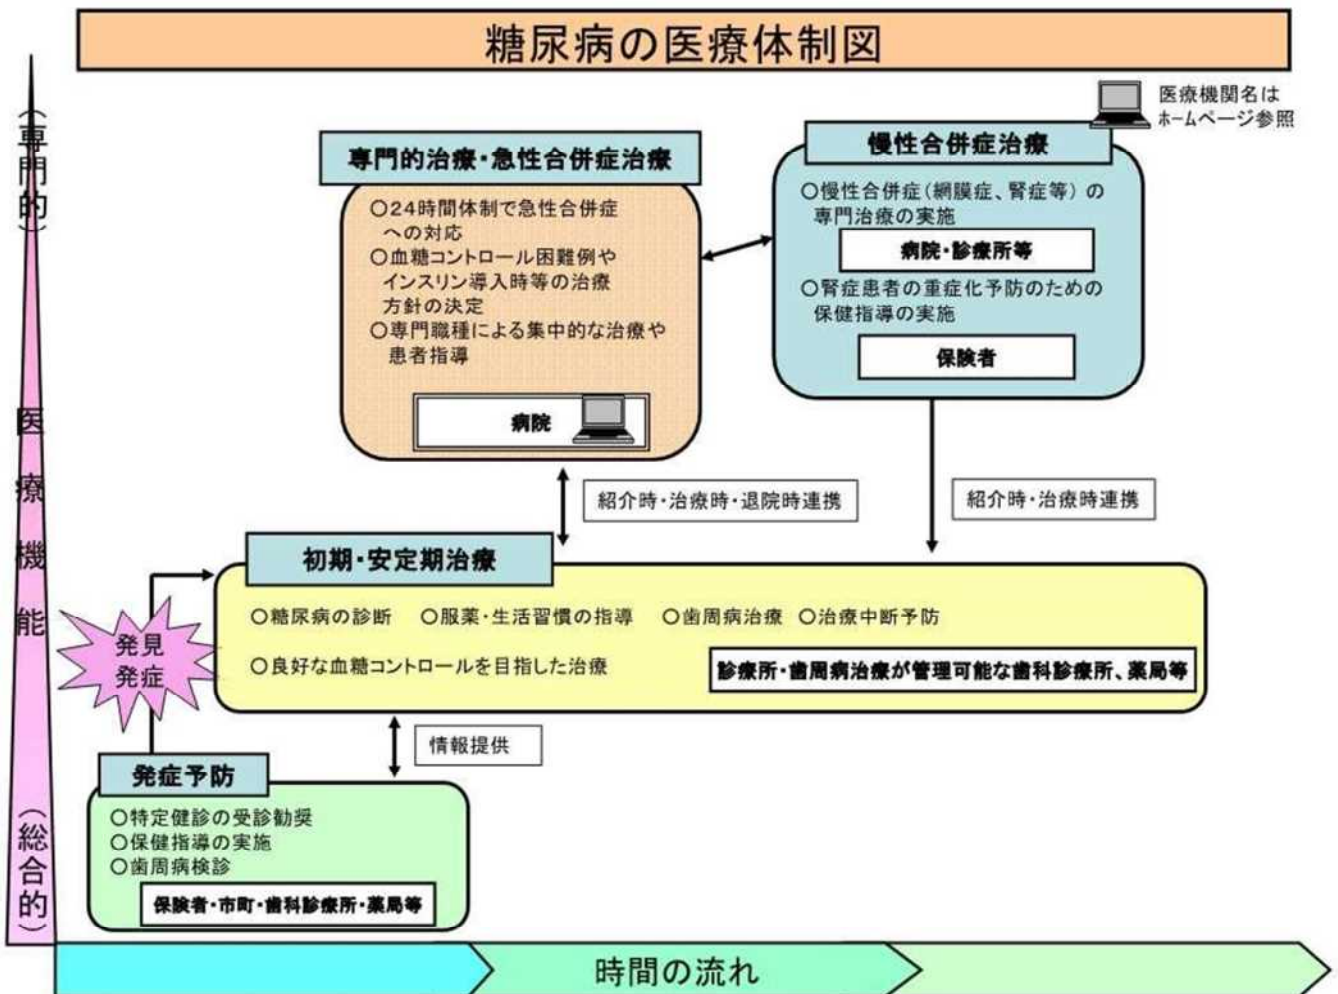 糖尿病の医療体制図
医療機関名は
ホームページ参照
（専門的）
医療機能
（総合的）
専門的治療・急性合併症治療
○24時間体制で急性合併症
への対応
○血糖コントロール困難例や
インスリン導入時等の治療
方針の決定
○専門職種による集中的な治療や
患者指導
病院
慢性合併症治療
○慢性合併症（網膜症、腎症等）の
専門治療の実施
病院・診療所等
○腎症患者の重症化予防のための
保健指導の実施
保険者
紹介時・治療時・退院時連携
紹介時・治療時連携
初期・安定期治療
○糖尿病の診断 ○服薬・生活習慣の指導 ○歯周病治療 ○治療中断予防
○良好な血糖コントロールを目指した治療
診療所・歯周病治療が管理可能な歯科診療所、薬局等
発見
発症
情報提供
発症予防
○特定健診の受診勧奨
○保健指導の実施
○歯周病検診
保険者・市町・歯科診療所・薬局等
時間の流れ